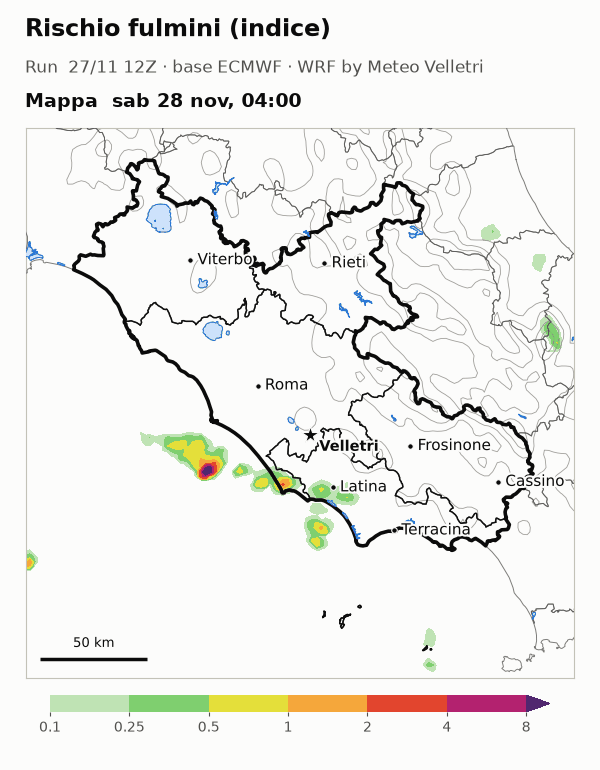 Rischio fulmini (indice)
Run  27/11 12Z · base ECMWF · WRF by Meteo Velletri
Mappa  sab 28 nov, 04:00
Viterbo
Rieti
Roma
Velletri
Frosinone
Cassino
Latina
Terracina
50 km
0.1 0.25 0.5 1 2 4 8